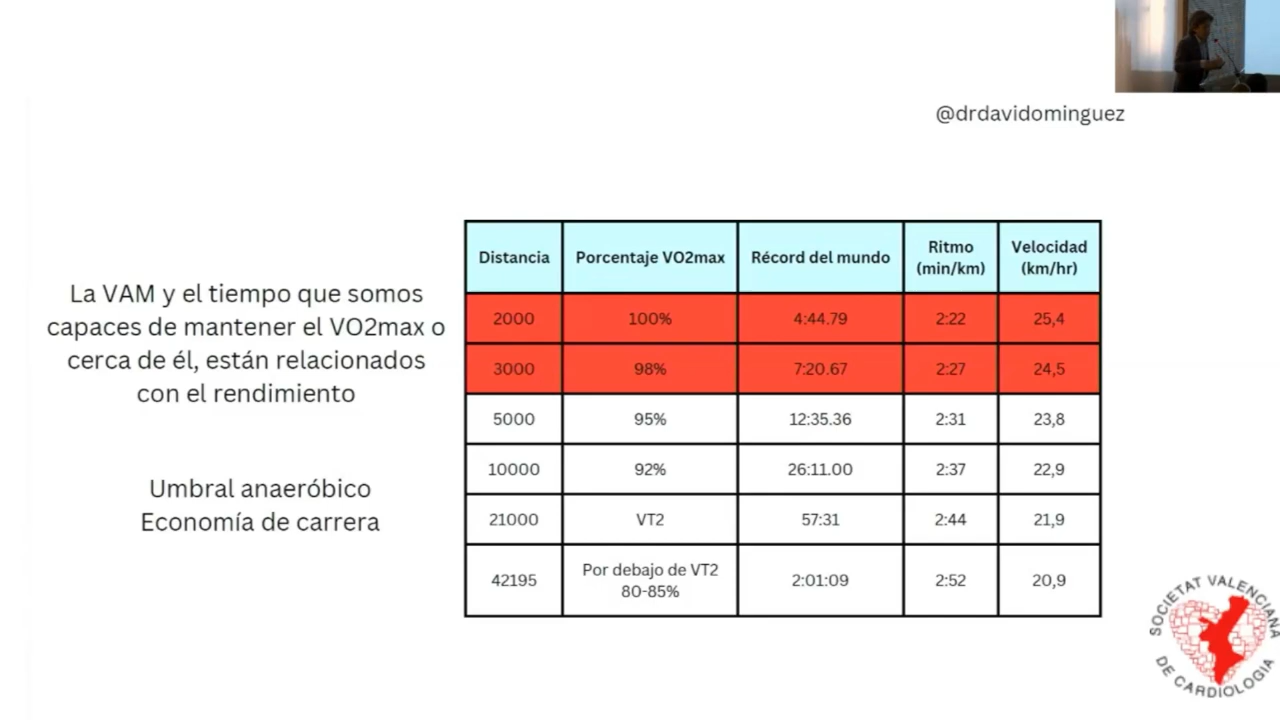 @drdavidominguez
La VAM y el tiempo que somos
capaces de mantener el VO2max o
cerca de él, están relacionados
con el rendimiento
Umbral anaeróbico
Economía de carrera
Distancia Porcentaje VO2max Récord del mundo Ritmo (min/km) Velocidad (km/hr)
2000 100% 4:44.79 2:22 25,4
3000 98% 7:20.67 2:27 24,5
5000 95% 12:35.36 2:31 23,8
10000 92% 26:11.00 2:37 22,9
21000 VT2 57:31 2:44 21,9
42195 Por debajo de VT2 80-85% 2:01:09 2:52 20,9
SOCIETAT VALENCIANA
DE CARDIOLOGIA